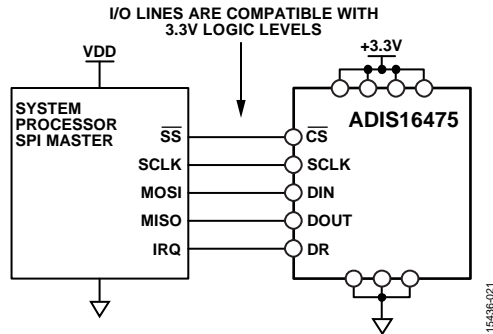 I/O LINES ARE COMPATIBLE WITH
3.3V LOGIC LEVELS
VDD
+3.3V
SYSTEM
PROCESSOR
SPI MASTER
ADIS16475
SS
CS
SCLK
SCLK
MOSI
DIN
MISO
DOUT
IRQ
DR
15436-021